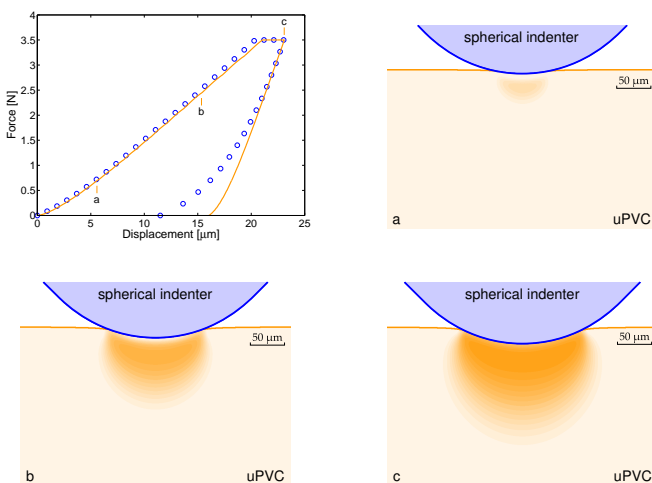 4
3.5
3
2.5
2
1.5
1
0.5
0
0 5 10 15 20 25
Force [N]
Displacement [μm]
a
b
c
spherical indenter
50 μm
a uPVC
spherical indenter
50 μm
b uPVC
spherical indenter
50 μm
c uPVC